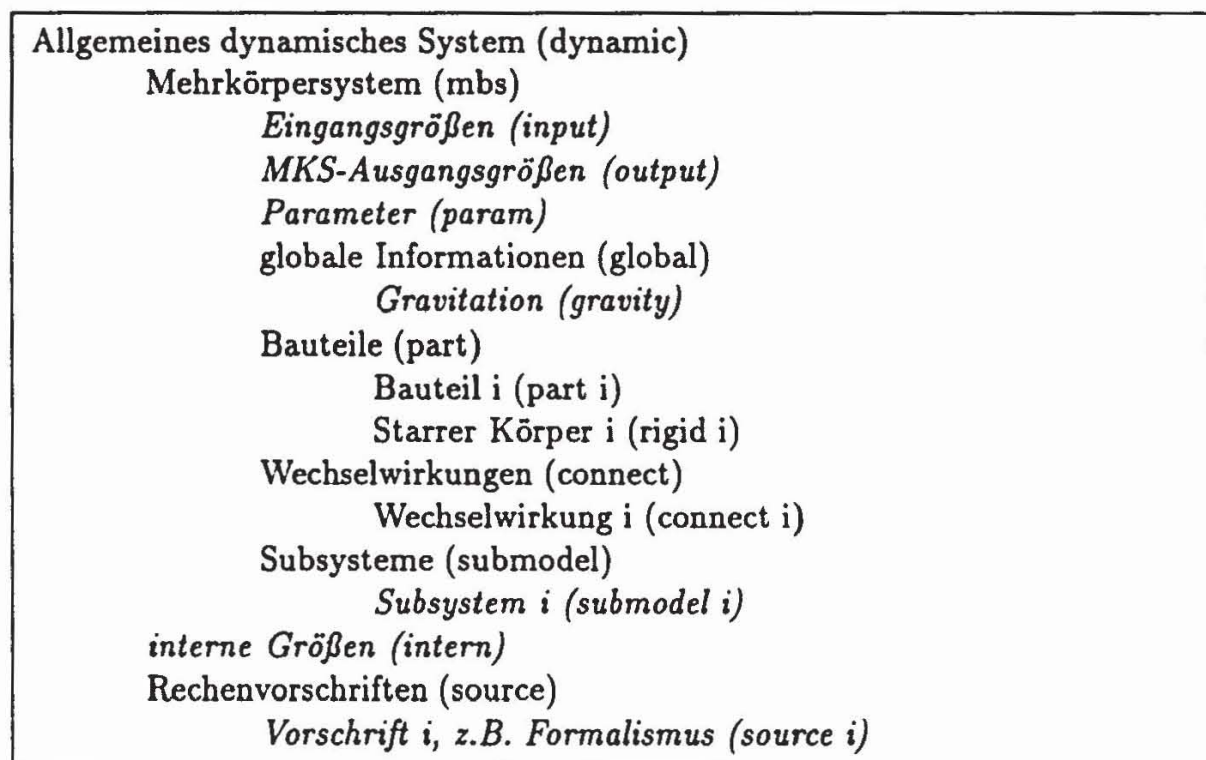 Allgemeines dynamisches System (dynamic)
Mehrkörpersystem (mbs)
Eingangsgrößen (input)
MKS-Ausgangsgrößen (output)
Parameter (param)
globale Informationen (global)
Gravitation (gravity)
Bauteile (part)
Bauteil i (part i)
Starrer Körper i (rigid i)
Wechselwirkungen (connect)
Wechselwirkung i (connect i)
Subsysteme (submodel)
Subsystem i (submodel i)
interne Größen (intern)
Rechenvorschriften (source)
Vorschrift i, z.B. Formalismus (source i)